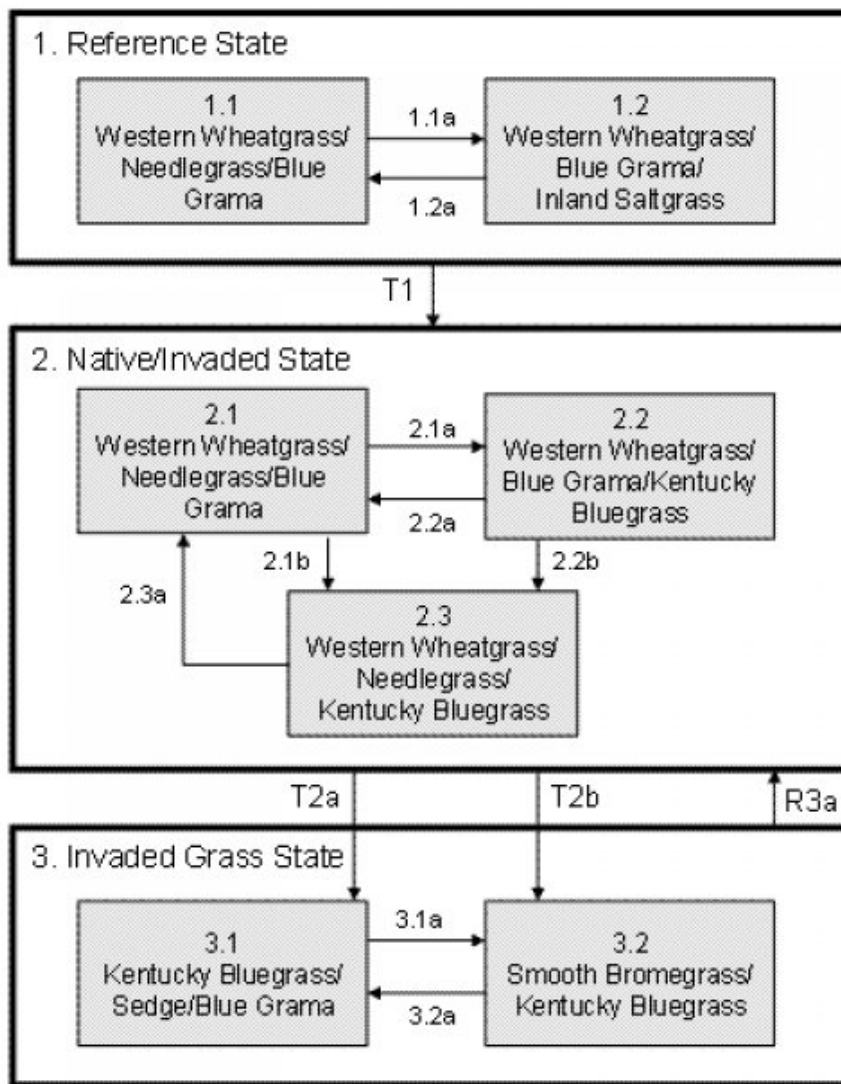 1. Reference State
1.1
Western Wheatgrass/
Needlegrass/Blue
Grama
1.1a
1.2a
1.2
Western Wheatgrass/
Blue Grama/
Inland Saltgrass
T1
2. Native/Invaded State
2.1
Western Wheatgrass/
Needlegrass/Blue
Grama
2.1a
2.2a
2.2
Western Wheatgrass/
Blue Grama/Kentucky
Bluegrass
2.3a
2.1b
2.2b
2.3
Western Wheatgrass/
Needlegrass/
Kentucky Bluegrass
T2a
T2b
R3a
3. Invaded Grass State
3.1
Kentucky Bluegrass/
Sedge/Blue Grama
3.1a
3.2a
3.2
Smooth Bromegrass/
Kentucky Bluegrass